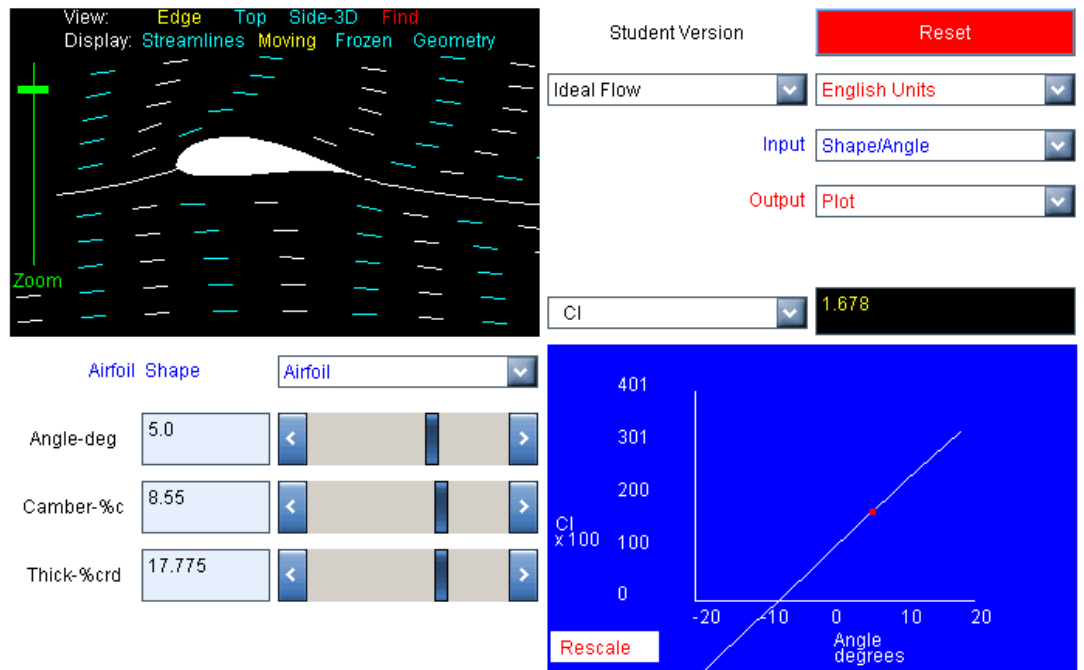 View: Edge Top Side-3D Find
Display: Streamlines Moving Frozen Geometry
Zoom
Student Version Reset
Ideal Flow English Units
Input Shape/Angle
Output Plot
Cl 1.678
Airfoil Shape Airfoil
Angle-deg 5.0
Camber-%c 8.55
Thick-%crd 17.775
401
301
200
Cl
x 100 100
0
-20 -10 0 10 20
Angle
degrees
Rescale